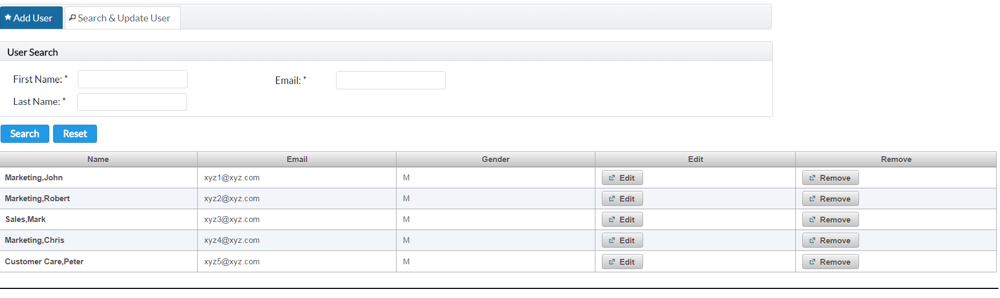 Add User Search & Update User
User Search
First Name: * Email: *
Last Name: *
Search Reset
Name Email Gender Edit Remove
Marketing,John xyz1@xyz.com M Edit Remove
Marketing,Robert xyz2@xyz.com M Edit Remove
Sales,Mark xyz3@xyz.com M Edit Remove
Marketing,Chris xyz4@xyz.com M Edit Remove
Customer Care,Peter xyz5@xyz.com M Edit Remove